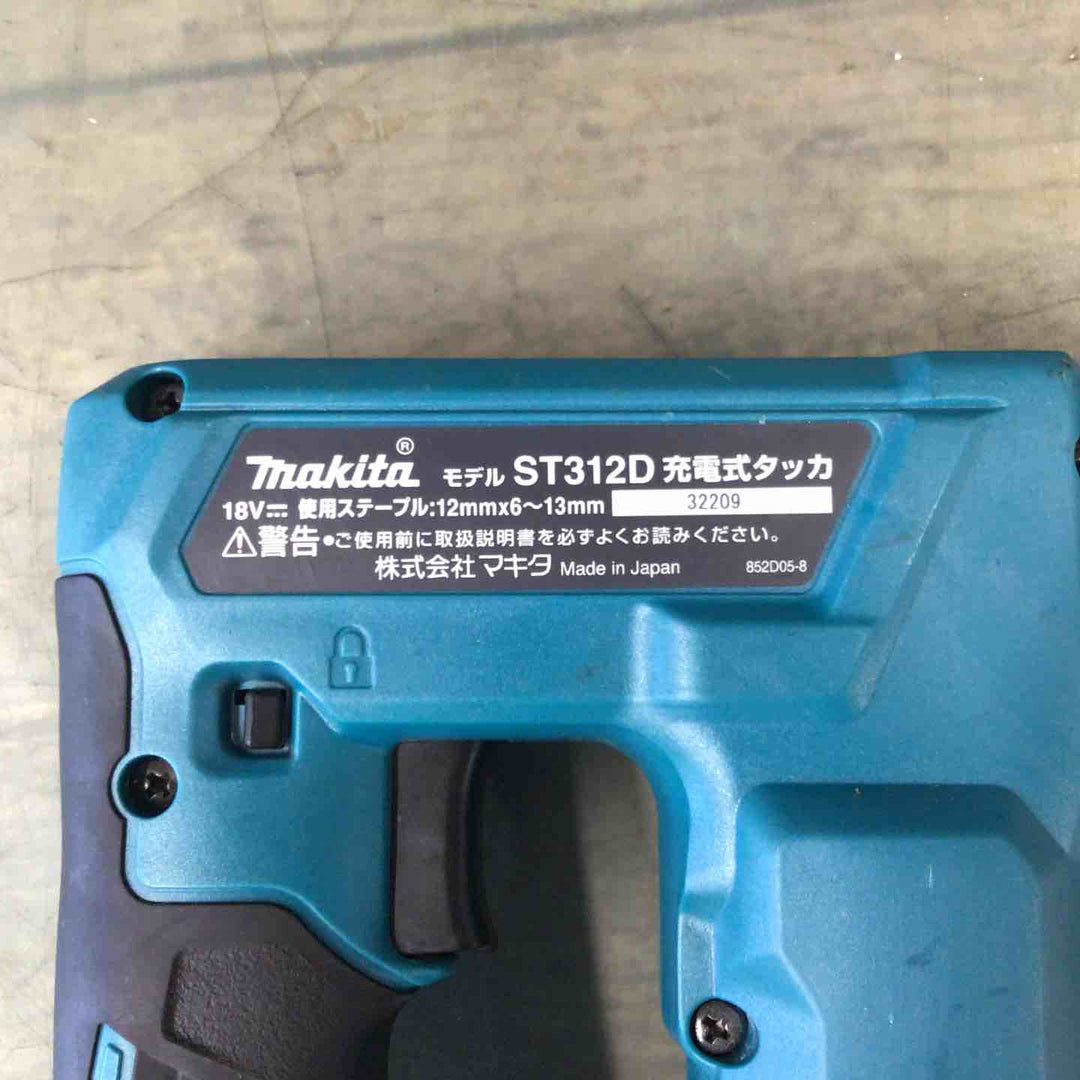 makita® モデル ST312D 充電式タッカ
18V⎓ 使用ステープル:12mmx6〜13mm 32209
⚠警告●ご使用前に取扱説明書を必ずよくお読みください。
株式会社マキタ Made in Japan 852D05-8